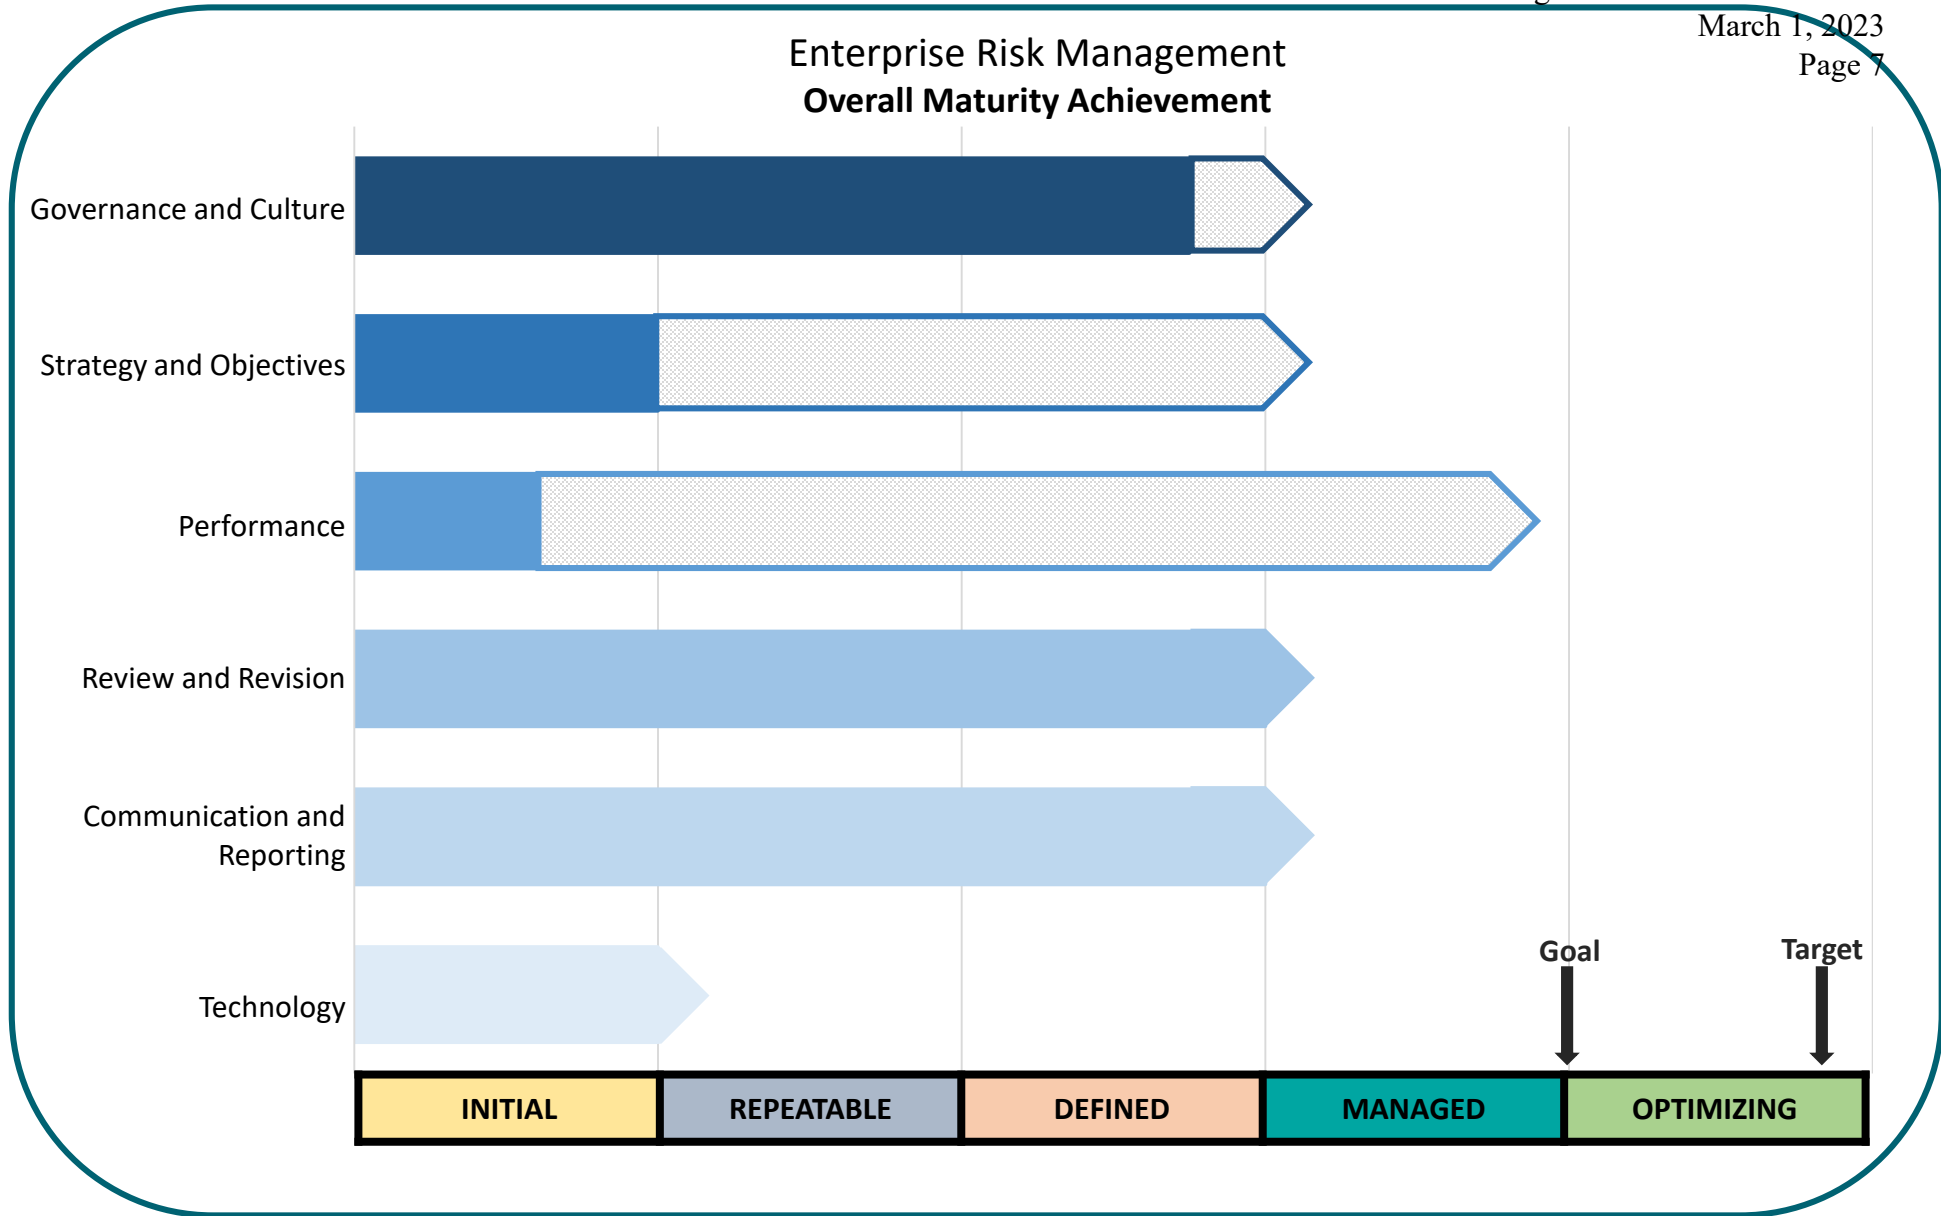 March 1, 2023
Page 7
Enterprise Risk Management
Overall Maturity Achievement
Governance and Culture
Strategy and Objectives
Performance
Review and Revision
Communication and
Reporting
Technology
Goal
Target
INITIAL
REPEATABLE
DEFINED
MANAGED
OPTIMIZING